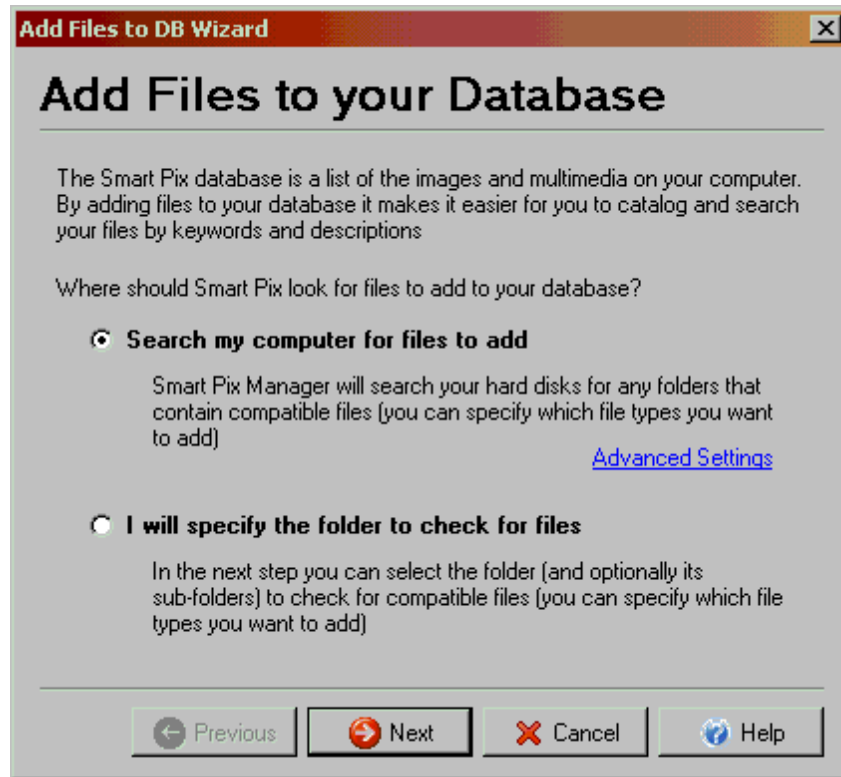 Add Files to DB Wizard
Add Files to your Database
The Smart Pix database is a list of the images and multimedia on your computer.
By adding files to your database it makes it easier for you to catalog and search
your files by keywords and descriptions
Where should Smart Pix look for files to add to your database?
Search my computer for files to add
Smart Pix Manager will search your hard disks for any folders that
contain compatible files (you can specify which file types you want
to add)
Advanced Settings
I will specify the folder to check for files
In the next step you can select the folder (and optionally its
sub-folders) to check for compatible files (you can specify which file
types you want to add)
Previous Next Cancel Help